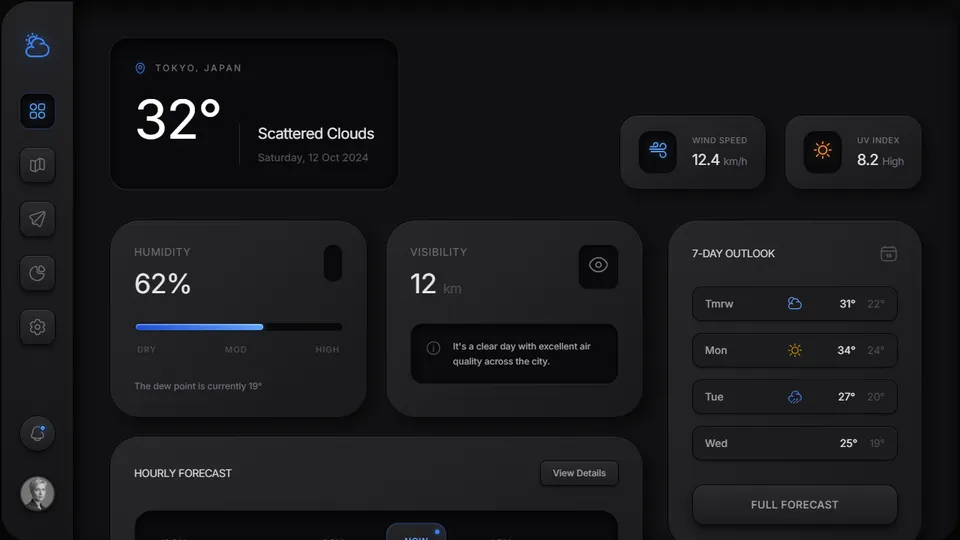 TOKYO, JAPAN
32°
Scattered Clouds
Saturday, 12 Oct 2024
WIND SPEED
12.4 km/h
UV INDEX
8.2 High
HUMIDITY
62%
DRY MOD HIGH
The dew point is currently 19°
VISIBILITY
12 km
It's a clear day with excellent air
quality across the city.
7-DAY OUTLOOK
Tmrw 31° 22°
Mon 34° 24°
Tue 27° 20°
Wed 25° 19°
FULL FORECAST
HOURLY FORECAST
View Details
NOW